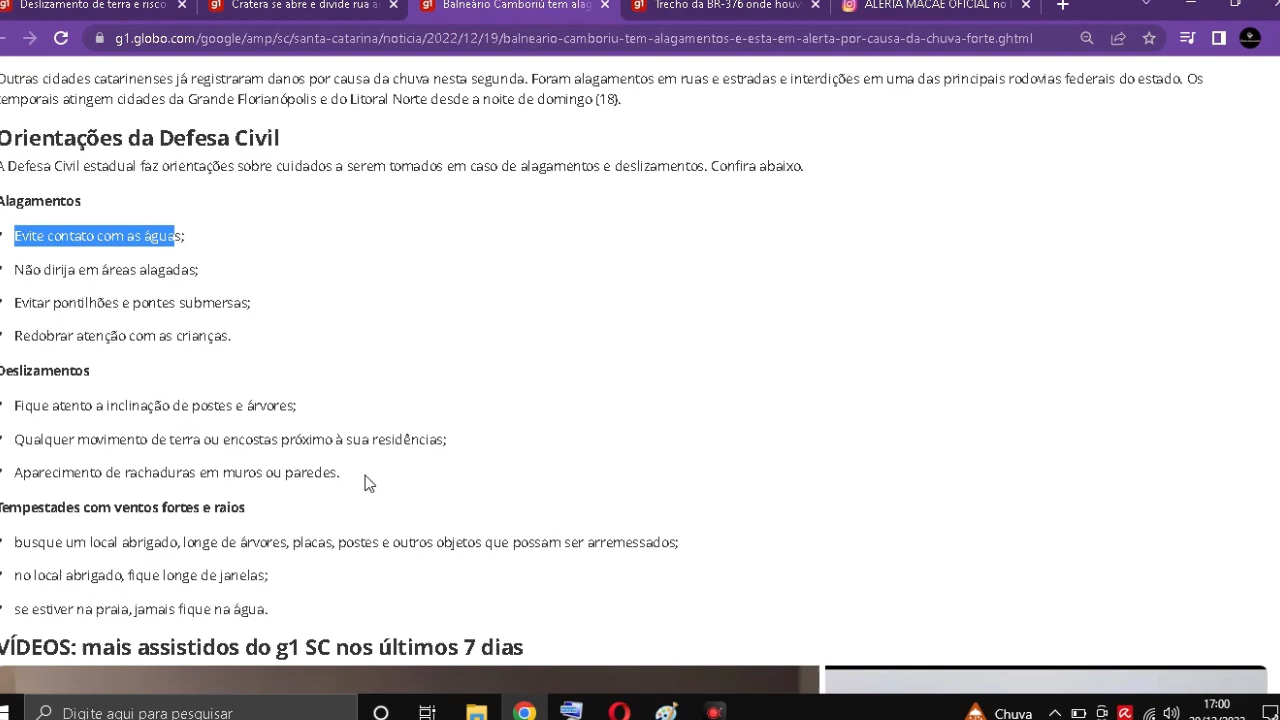 Deslizamento de terra e risco
Cratera se abre e divide rua a
Balneário Camboriú tem alag
Trecho da BR-376 onde houv
ALERTA MACAÉ OFICIAL no I
g1.globo.com/google/amp/sc/santa-catarina/noticia/2022/12/19/balneario-camboriu-tem-alagamentos-e-esta-em-alerta-por-causa-da-chuva-forte.ghtml
Outras cidades catarinenses já registraram danos por causa da chuva nesta segunda. Foram alagamentos em ruas e estradas e interdições em uma das principais rodovias federais do estado. Os
temporais atingem cidades da Grande Florianópolis e do Litoral Norte desde a noite de domingo (18).
Orientações da Defesa Civil
A Defesa Civil estadual faz orientações sobre cuidados a serem tomados em caso de alagamentos e deslizamentos. Confira abaixo.
Alagamentos
Evite contato com as águas;
Não dirija em áreas alagadas;
Evitar pontilhões e pontes submersas;
Redobrar atenção com as crianças.
Deslizamentos
Fique atento a inclinação de postes e árvores;
Qualquer movimento de terra ou encostas próximo à sua residências;
Aparecimento de rachaduras em muros ou paredes.
Tempestades com ventos fortes e raios
busque um local abrigado, longe de árvores, placas, postes e outros objetos que possam ser arremessados;
no local abrigado, fique longe de janelas;
se estiver na praia, jamais fique na água.
VÍDEOS: mais assistidos do g1 SC nos últimos 7 dias
Digite aqui para pesquisar
Chuva
17:00